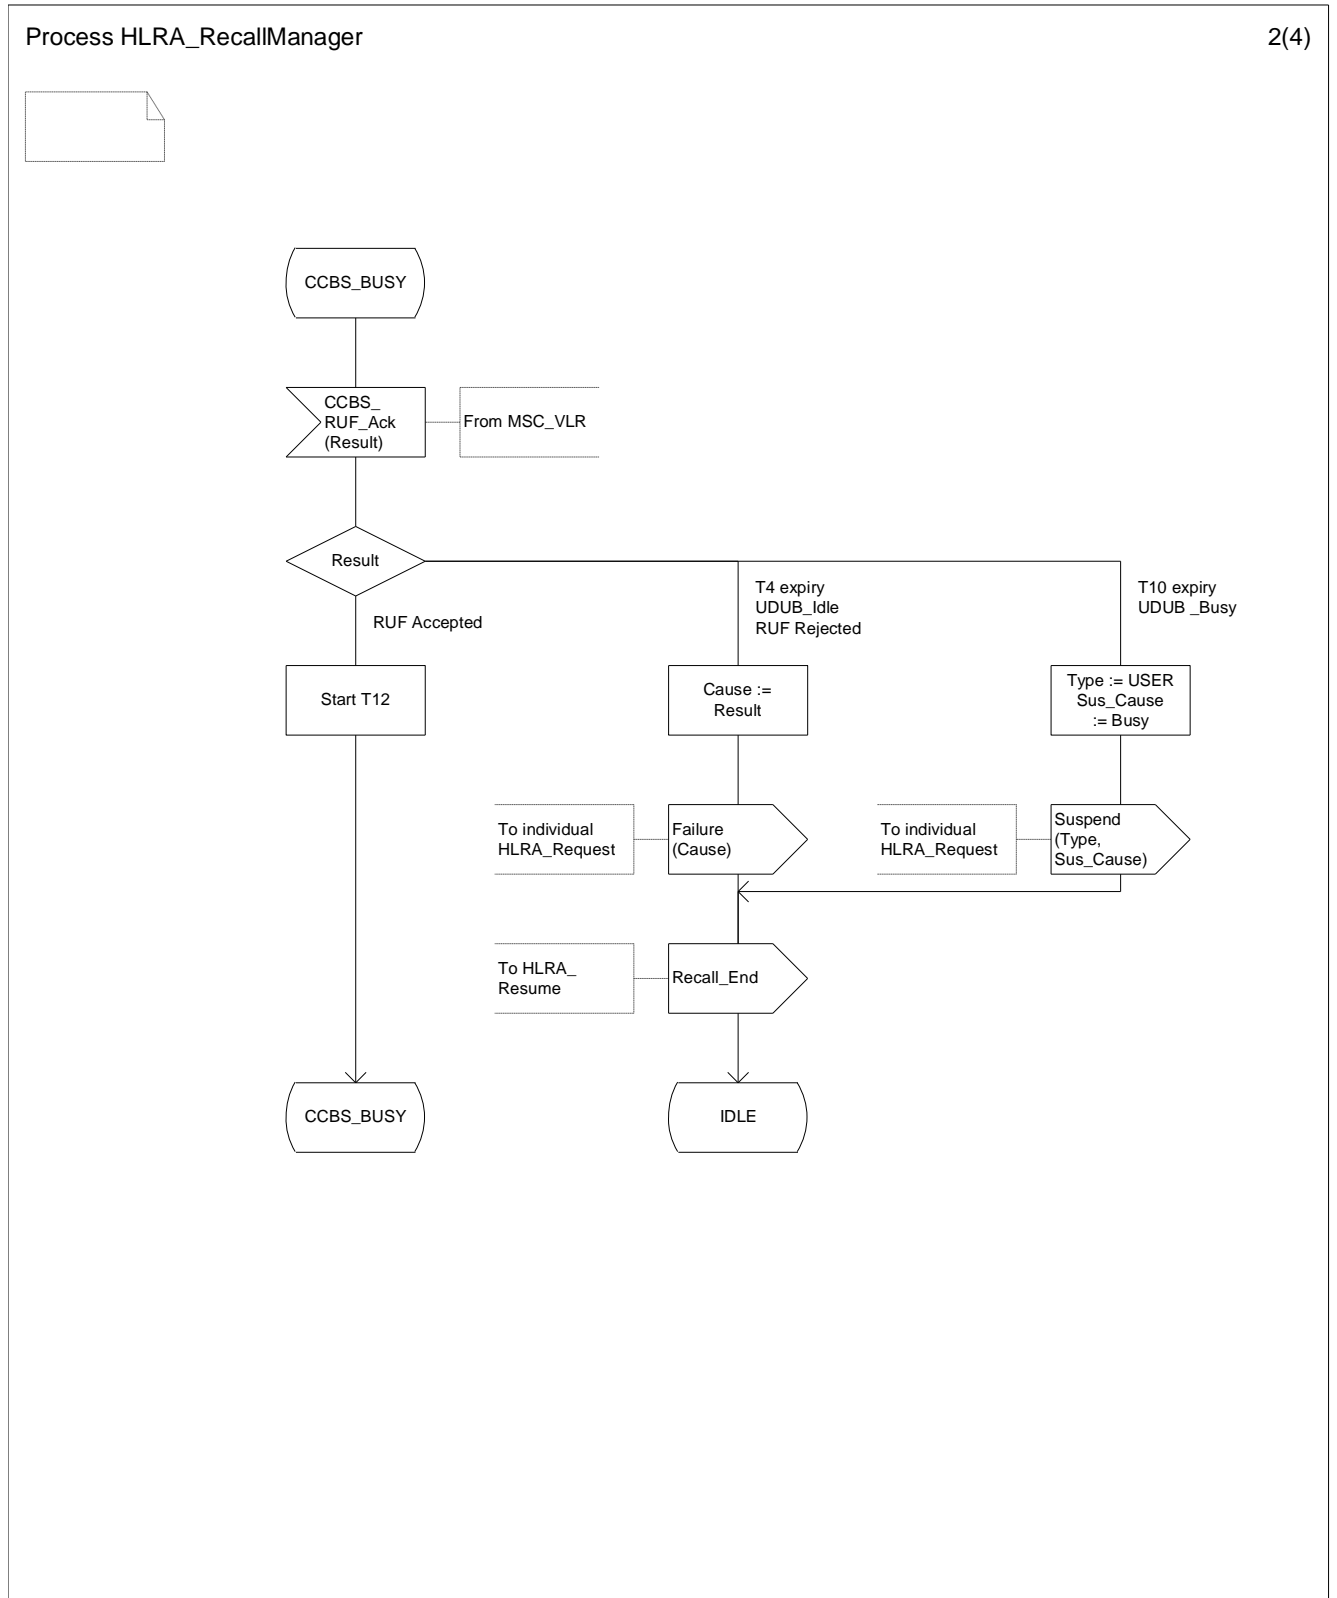 Process HLRA_RecallManager
2(4)
CCBS_BUSY
CCBS_
RUF_Ack
(Result)
From MSC_VLR
Result
RUF Accepted
T4 expiry
UDUB_Idle
RUF Rejected
T10 expiry
UDUB _Busy
Start T12
Cause :=
Result
Type := USER
Sus_Cause
:= Busy
To individual
HLRA_Request
Failure
(Cause)
To individual
HLRA_Request
Suspend
(Type,
Sus_Cause)
To HLRA_
Resume
Recall_End
CCBS_BUSY
IDLE